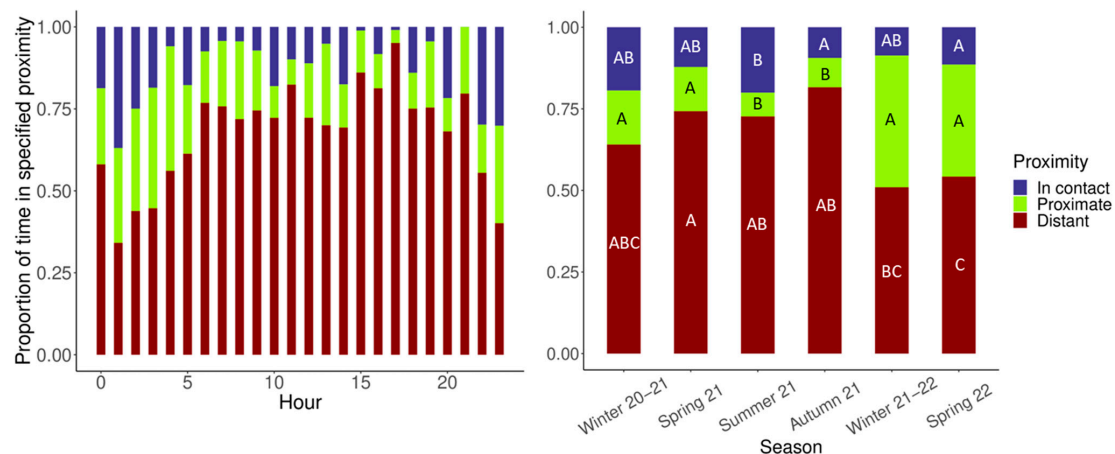 Proportion of time in specified proximity
1.00
0.75
0.50
0.25
0.00
0 5 10 15 20
Hour
1.00
0.75
0.50
0.25
0.00
AB AB B A AB A
A A B B A A
ABC A AB AB BC C
Winter 20–21 Spring 21 Summer 21 Autumn 21 Winter 21–22 Spring 22
Season
Proximity
In contact
Proximate
Distant